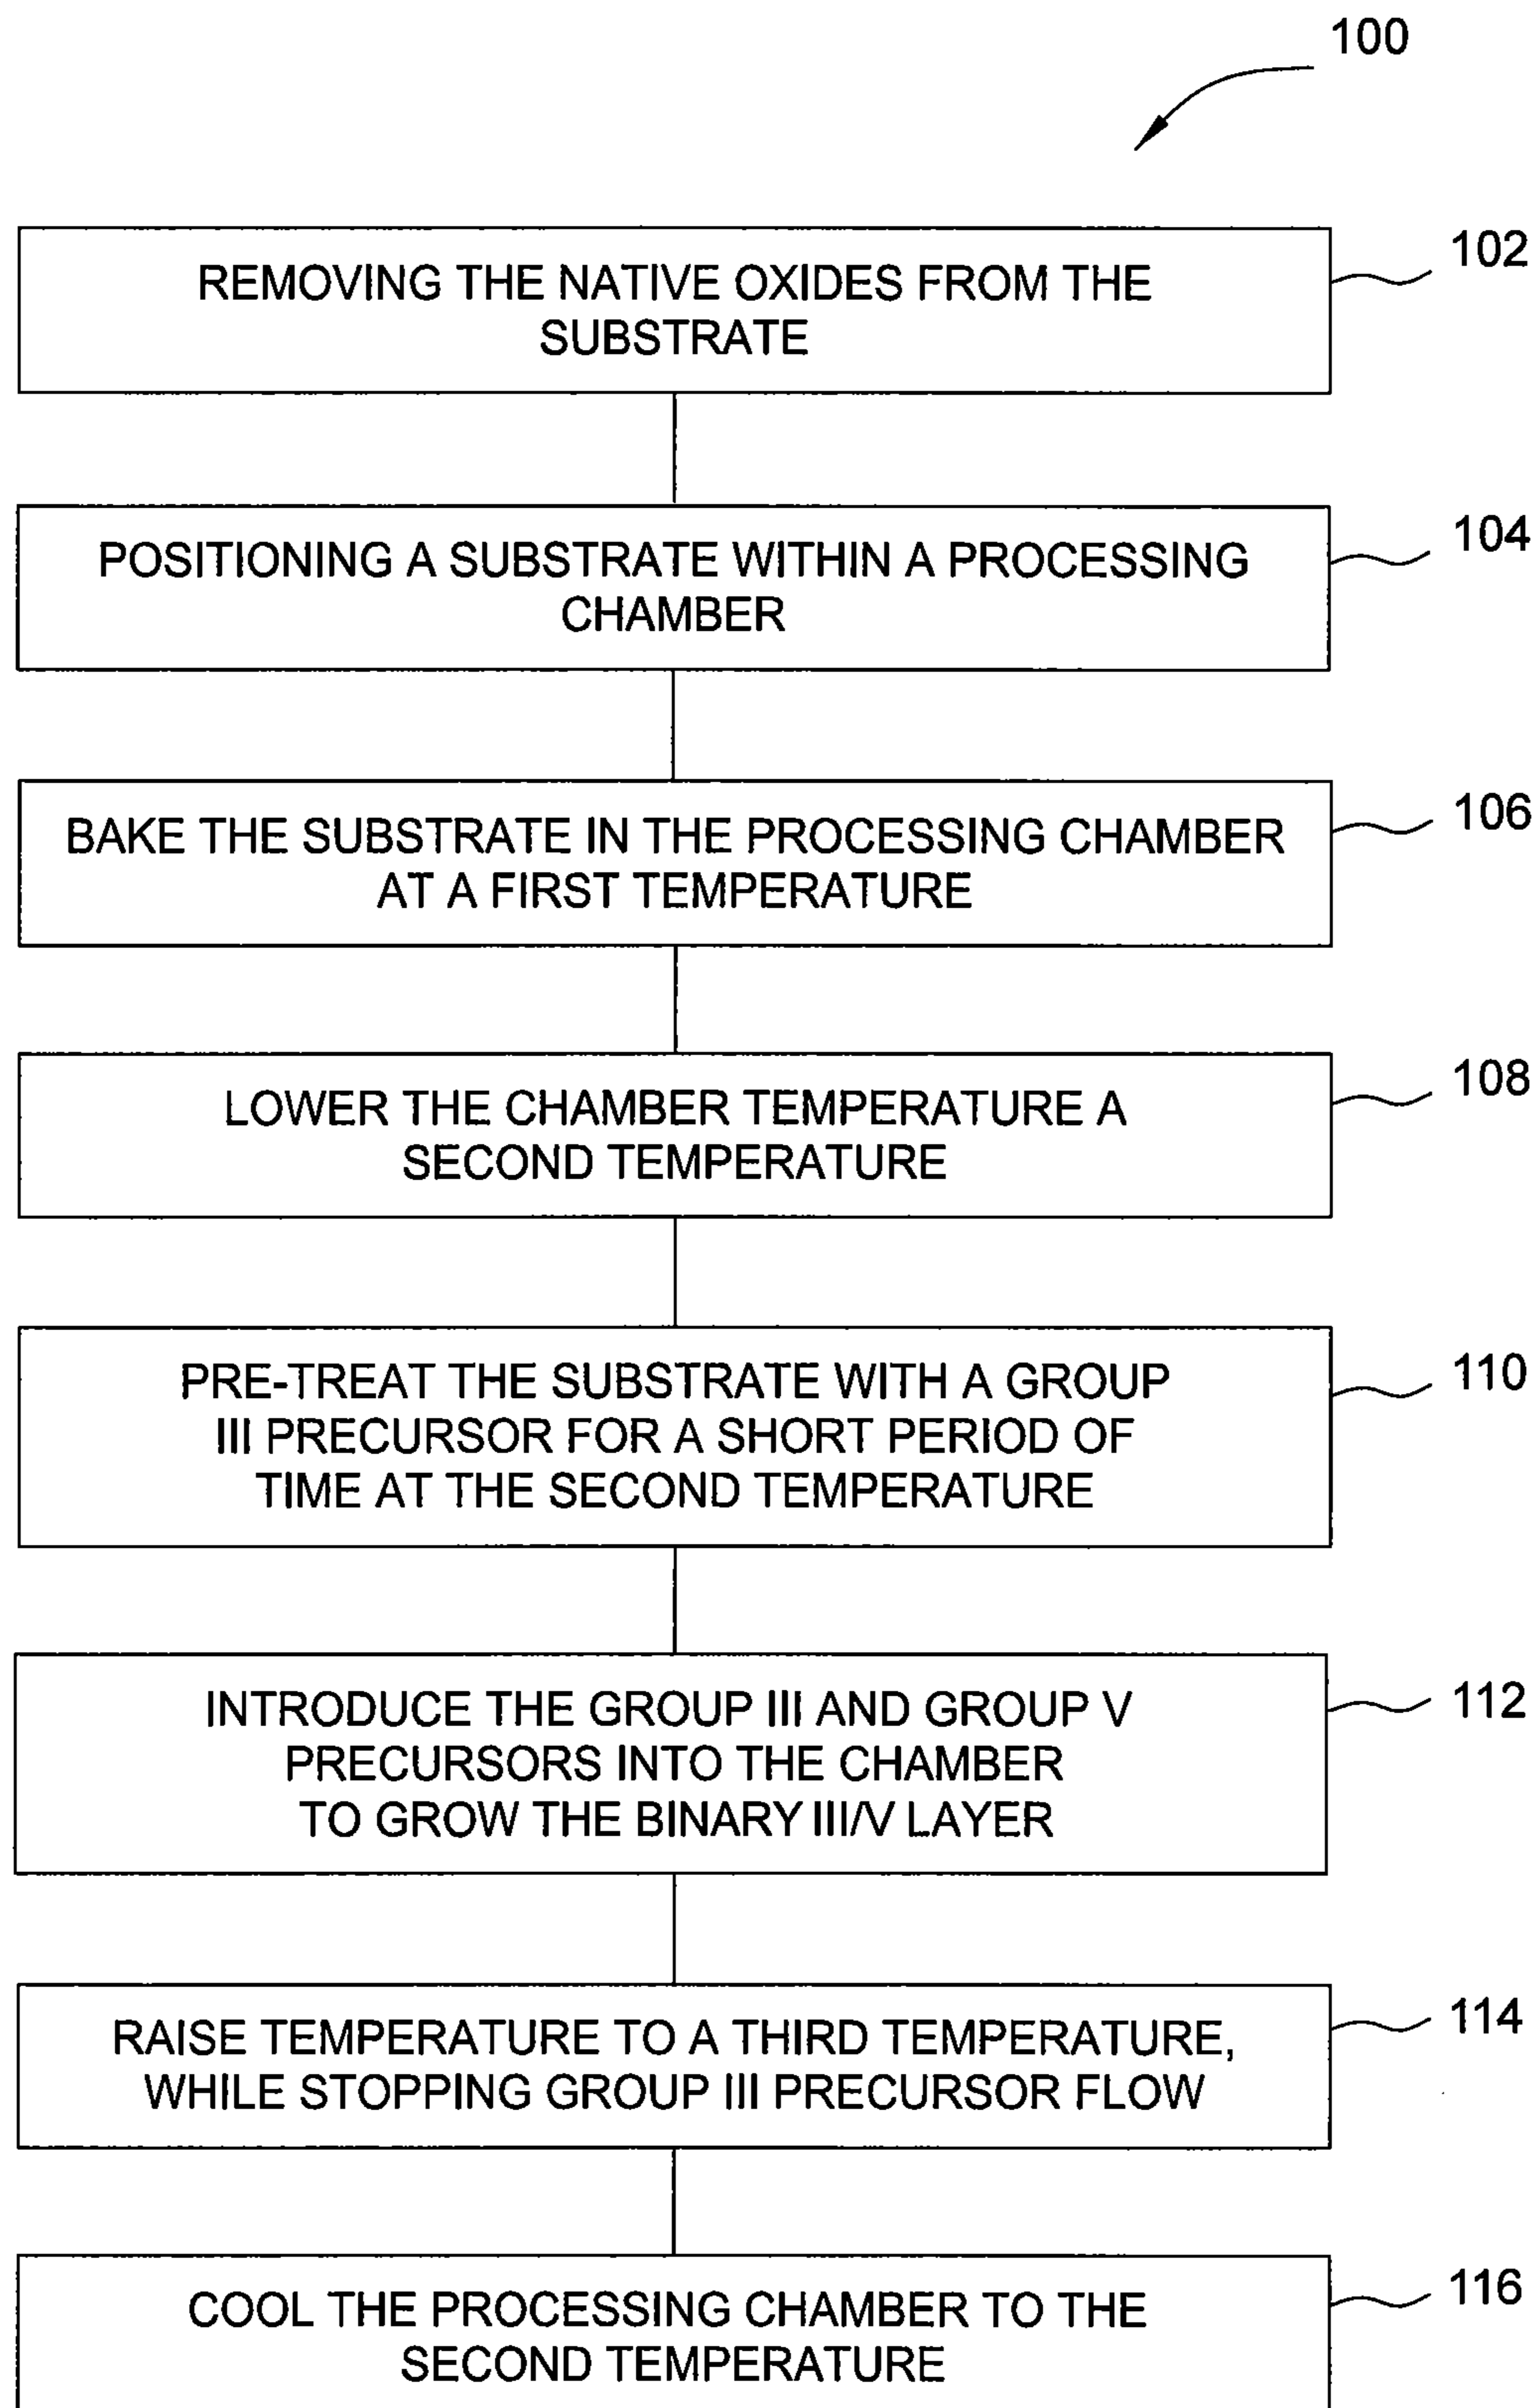 100
REMOVING THE NATIVE OXIDES FROM THE
SUBSTRATE
102
POSITIONING A SUBSTRATE WITHIN A PROCESSING
CHAMBER
104
BAKE THE SUBSTRATE IN THE PROCESSING CHAMBER
AT A FIRST TEMPERATURE
106
LOWER THE CHAMBER TEMPERATURE A
SECOND TEMPERATURE
108
PRE-TREAT THE SUBSTRATE WITH A GROUP
III PRECURSOR FOR A SHORT PERIOD OF
TIME AT THE SECOND TEMPERATURE
110
INTRODUCE THE GROUP III AND GROUP V
PRECURSORS INTO THE CHAMBER
TO GROW THE BINARY III/V LAYER
112
RAISE TEMPERATURE TO A THIRD TEMPERATURE,
WHILE STOPPING GROUP III PRECURSOR FLOW
114
COOL THE PROCESSING CHAMBER TO THE
SECOND TEMPERATURE
116